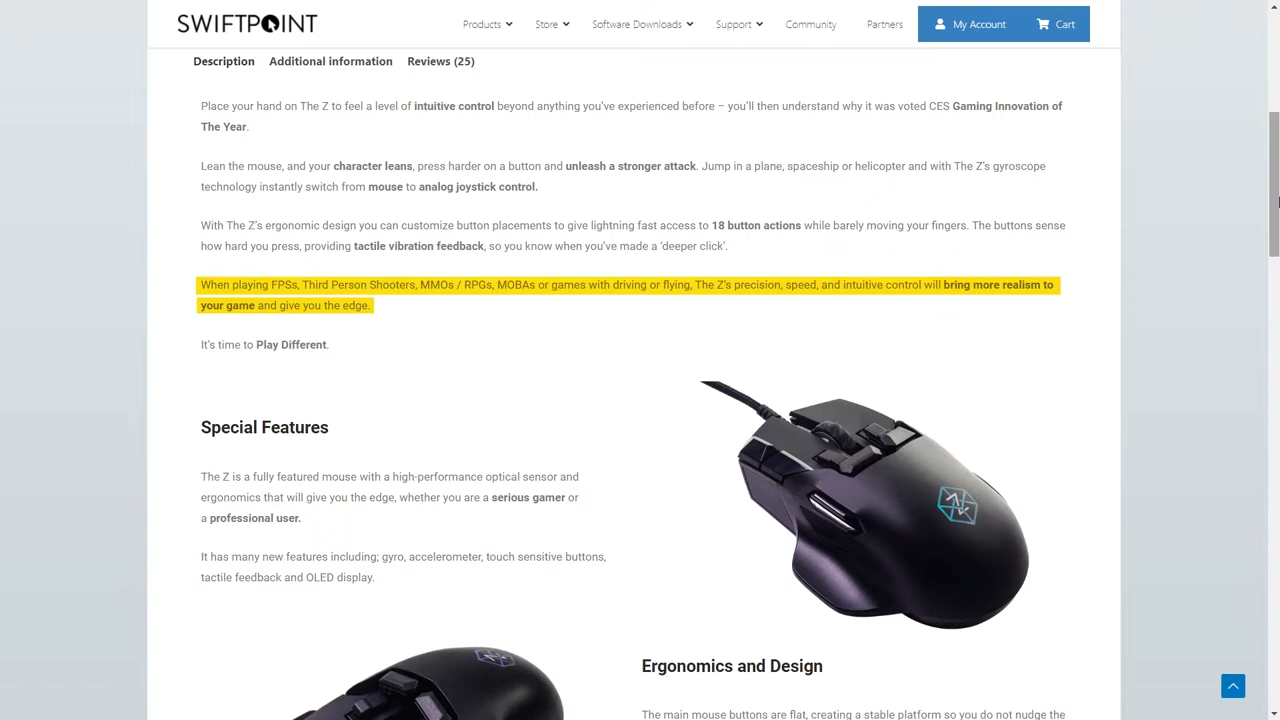 SWIFTPOINT
Products
Store
Software Downloads
Support
Community
Partners
My Account
Cart
Description
Additional information
Reviews (25)
Place your hand on The Z to feel a level of intuitive control beyond anything you've experienced before – you'll then understand why it was voted CES Gaming Innovation of
The Year.
Lean the mouse, and your character leans, press harder on a button and unleash a stronger attack. Jump in a plane, spaceship or helicopter and with The Z's gyroscope
technology instantly switch from mouse to analog joystick control.
With The Z's ergonomic design you can customize button placements to give lightning fast access to 18 button actions while barely moving your fingers. The buttons sense
how hard you press, providing tactile vibration feedback, so you know when you've made a 'deeper click'.
When playing FPSs, Third Person Shooters, MMOs / RPGs, MOBAs or games with driving or flying, The Z's precision, speed, and intuitive control will bring more realism to
your game and give you the edge.
It's time to Play Different.
Special Features
The Z is a fully featured mouse with a high-performance optical sensor and
ergonomics that will give you the edge, whether you are a serious gamer or
a professional user.
It has many new features including; gyro, accelerometer, touch sensitive buttons,
tactile feedback and OLED display.
Ergonomics and Design
The main mouse buttons are flat, creating a stable platform so you do not nudge the